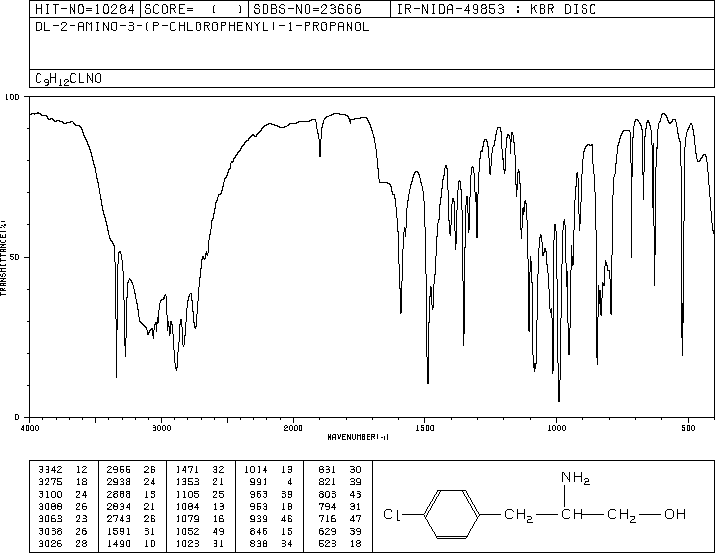 HIT-NO=10284 SCORE= ( ) SDBS-NO=23666 IR-NIDA-49853 : KBR DISC
DL-2-AMINO-3-(P-CHLOROPHENYL)-1-PROPANOL
C9H12CLNO
100
50
0
TRANSMITTANCE(%)
4000 3000 2000 1500 1000 500
WAVENUMBER(-1)
3342 12 2966 26 1471 32 1014 13 831 30
3275 18 2938 24 1353 21 991 4 821 39
3100 24 2888 15 1105 25 963 39 803 43
3088 26 2834 21 1084 13 953 18 794 31
3063 23 2743 26 1079 16 939 46 716 47
3038 26 1591 31 1052 49 846 15 629 39
3026 28 1490 10 1023 31 838 34 523 18
NH2
Cl CH2 CH CH2 OH